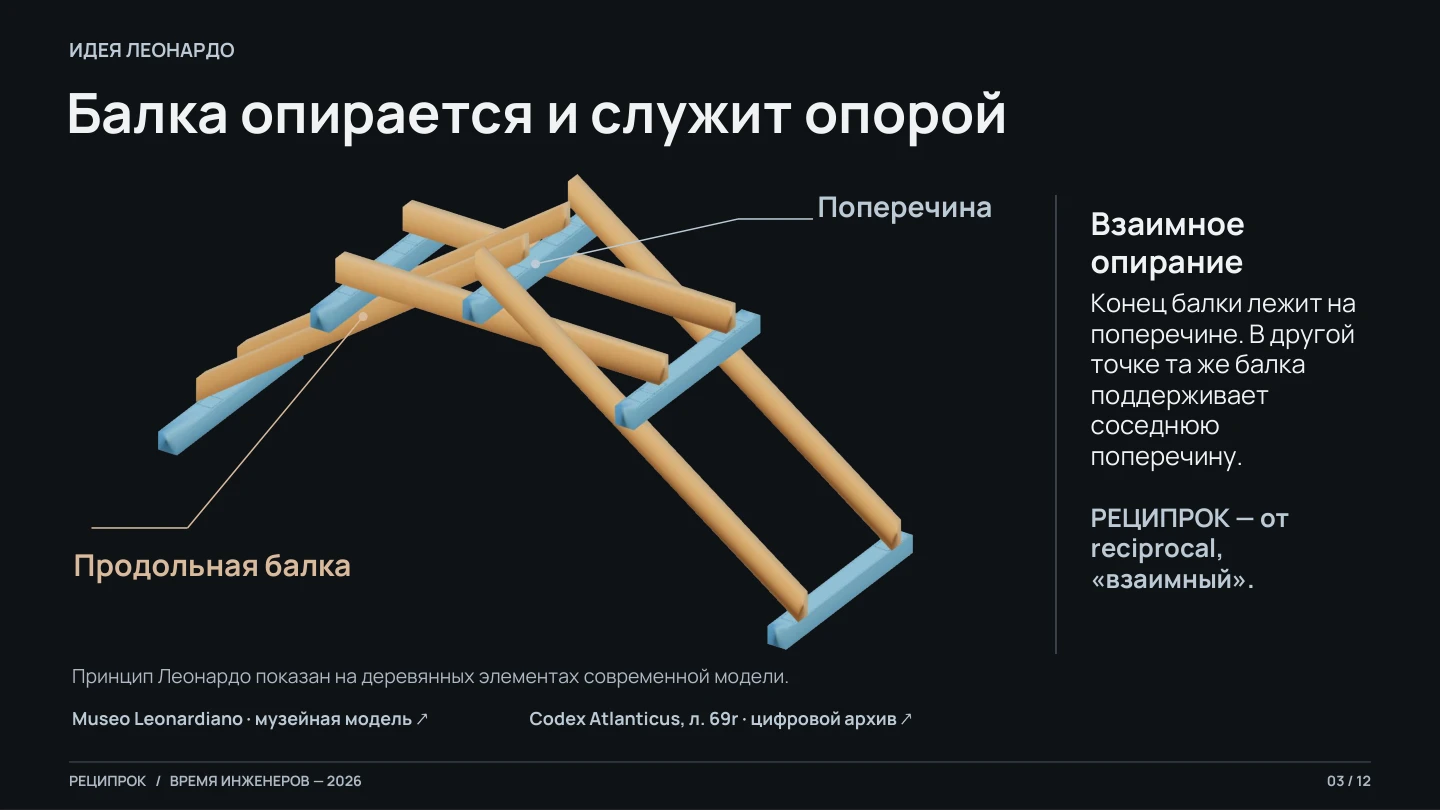 ИДЕЯ ЛЕОНАРДО
Балка опирается и служит опорой
Поперечина
Продольная балка
Взаимное
опирание
Конец балки лежит на
поперечине. В другой
точке та же балка
поддерживает
соседнюю
поперечину.
РЕЦИПРОК — от
reciprocal,
«взаимный».
Принцип Леонардо показан на деревянных элементах современной модели.
Museo Leonardiano · музейная модель ↗
Codex Atlanticus, л. 69r · цифровой архив ↗
РЕЦИПРОК / ВРЕМЯ ИНЖЕНЕРОВ — 2026
03 / 12